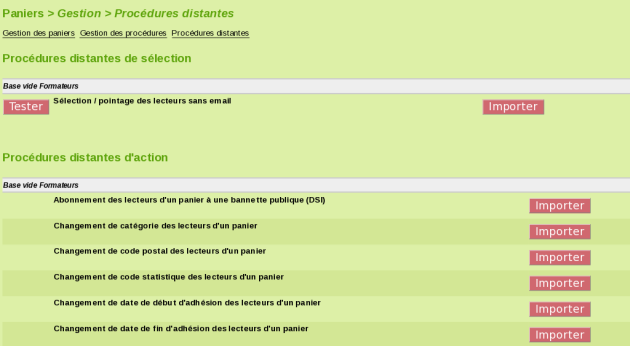 Paniers > Gestion > Procédures distantes
Gestion des paniers Gestion des procédures Procédures distantes
Procédures distantes de sélection
Base vide Formateurs
Tester Sélection / pointage des lecteurs sans email Importer
Procédures distantes d'action
Base vide Formateurs
Abonnement des lecteurs d'un panier à une bannette publique (DSI) Importer
Changement de catégorie des lecteurs d'un panier Importer
Changement de code postal des lecteurs d'un panier Importer
Changement de code statistique des lecteurs d'un panier Importer
Changement de date de début d'adhésion des lecteurs d'un panier Importer
Changement de date de fin d'adhésion des lecteurs d'un panier Importer